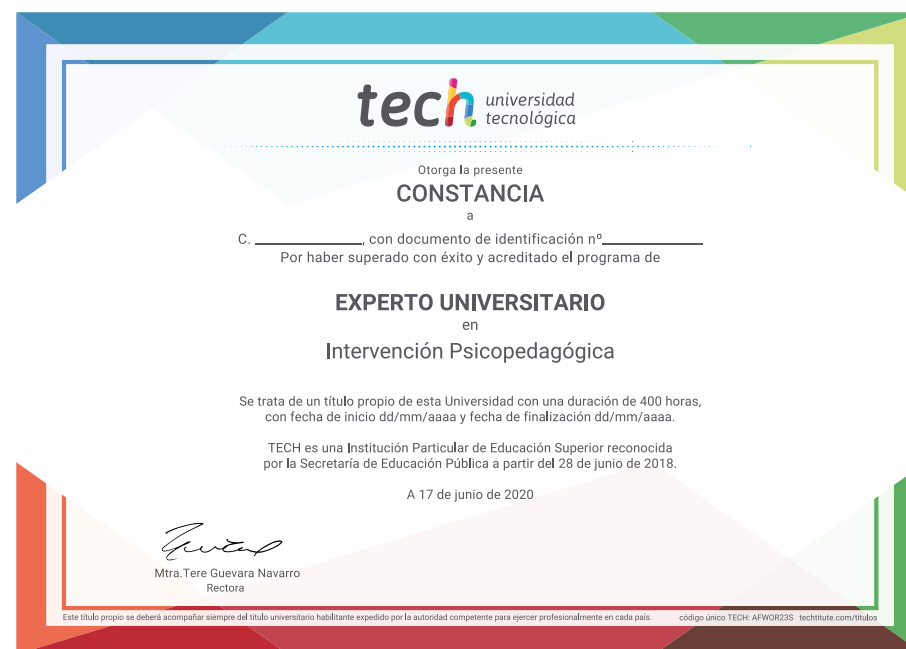 tech universidad
tecnológica
Otorga la presente
CONSTANCIA
a
C. ______________, con documento de identificación nº_____________
Por haber superado con éxito y acreditado el programa de
EXPERTO UNIVERSITARIO
en
Intervención Psicopedagógica
Se trata de un título propio de esta Universidad con una duración de 400 horas,
con fecha de inicio dd/mm/aaaa y fecha de finalización dd/mm/aaaa.
TECH es una Institución Particular de Educación Superior reconocida
por la Secretaría de Educación Pública a partir del 28 de junio de 2018.
A 17 de junio de 2020
Mtra.Tere Guevara Navarro
Rectora
Este título propio se deberá acompañar siempre del título universitario habilitante expedido por la autoridad competente para ejercer profesionalmente en cada país. código único TECH: AFWOR23S techtitute.com/titulos